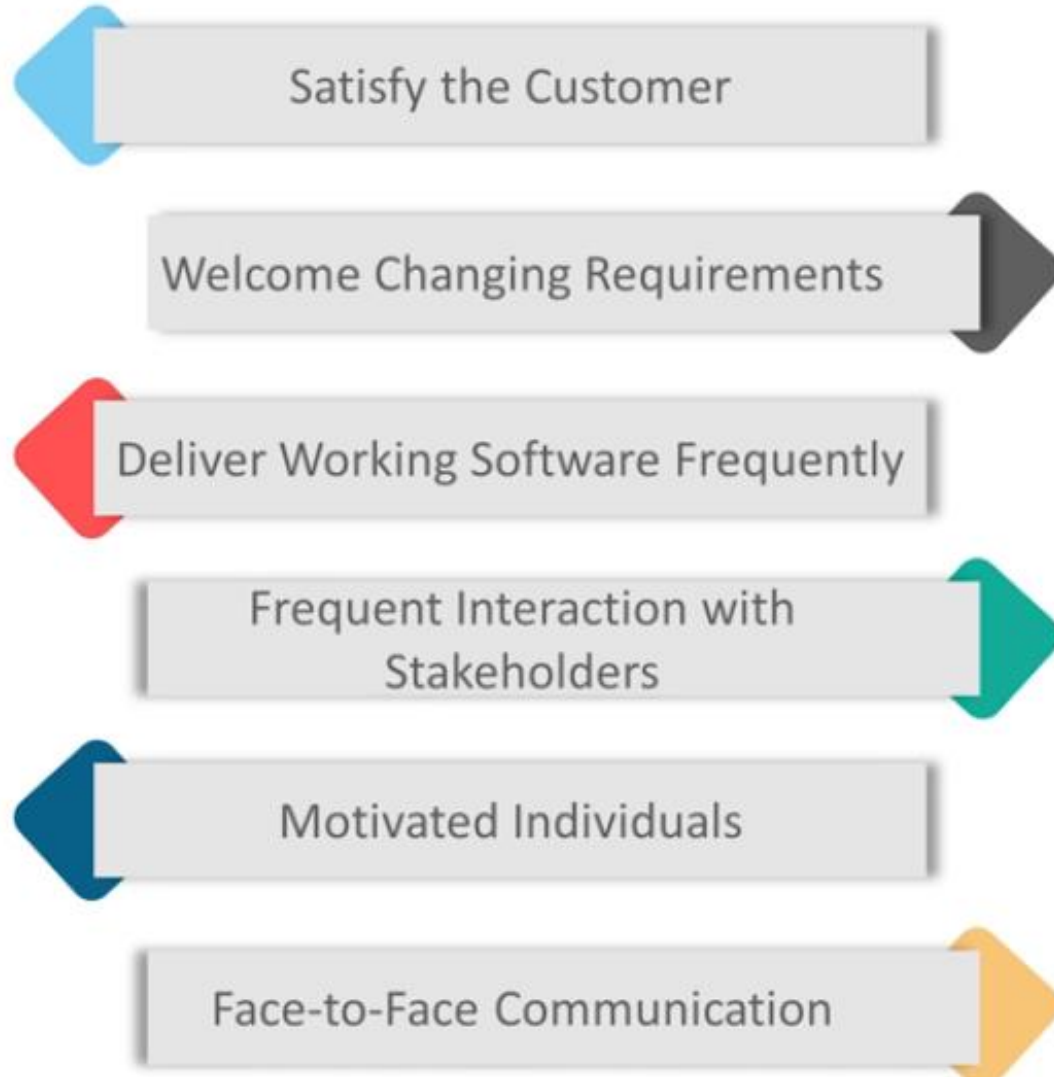 Satisfy the Customer
Welcome Changing Requirements
Deliver Working Software Frequently
Frequent Interaction with
Stakeholders
Motivated Individuals
Face-to-Face Communication